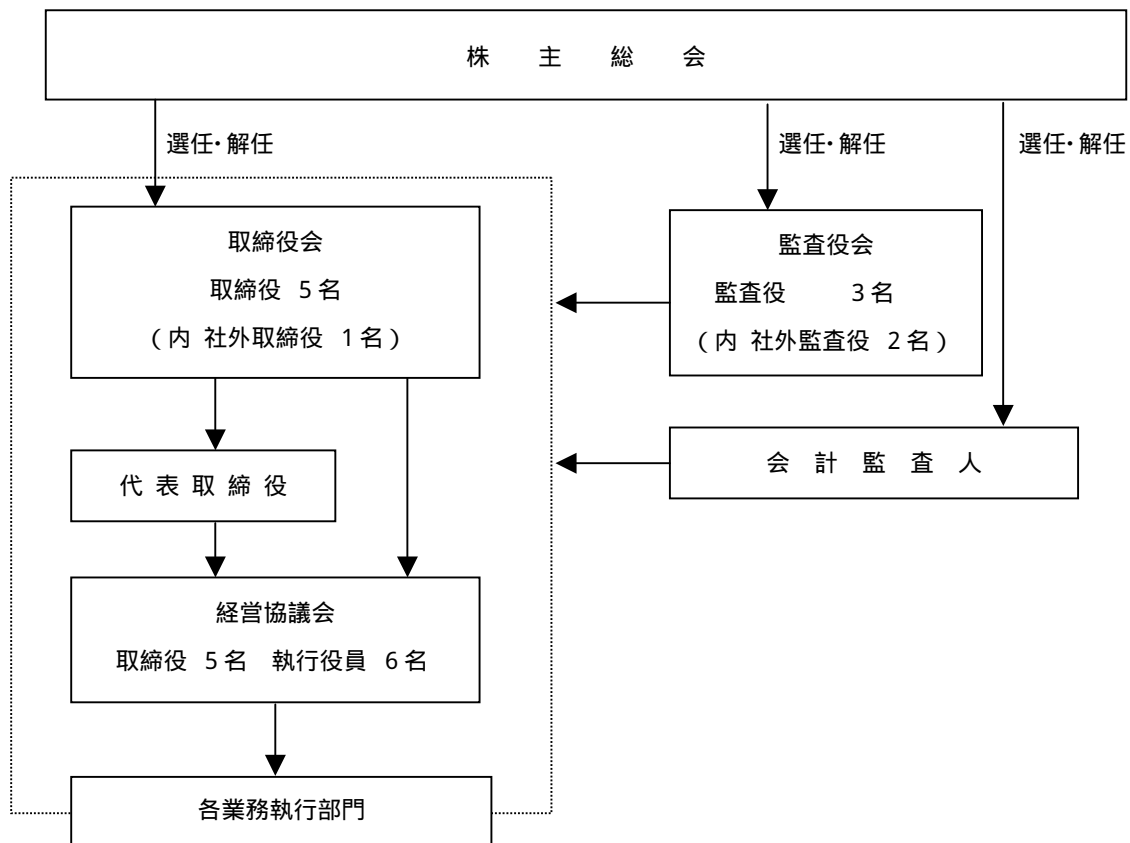 株主総会
選任・解任
選任・解任
選任・解任
取締役会
取締役 5名
(内 社外取締役 1名)
監査役会
監査役 3名
(内 社外監査役 2名)
代表取締役
会計監査人
経営協議会
取締役 5名 執行役員 6名
各業務執行部門